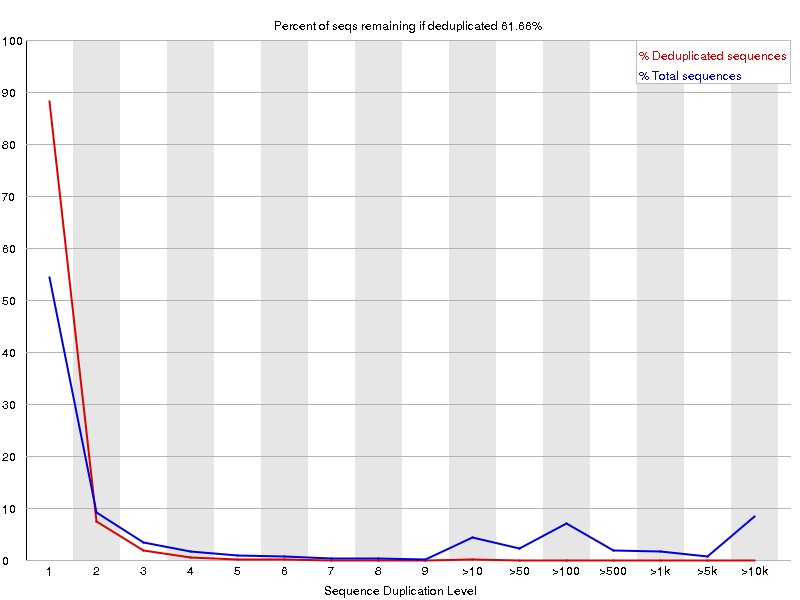 Percent of seqs remaining if deduplicated 61.66%
% Deduplicated sequences
% Total sequences
100
90
80
70
60
50
40
30
20
10
0
1 2 3 4 5 6 7 8 9 >10 >50 >100 >500 >1k >5k >10k
Sequence Duplication Level